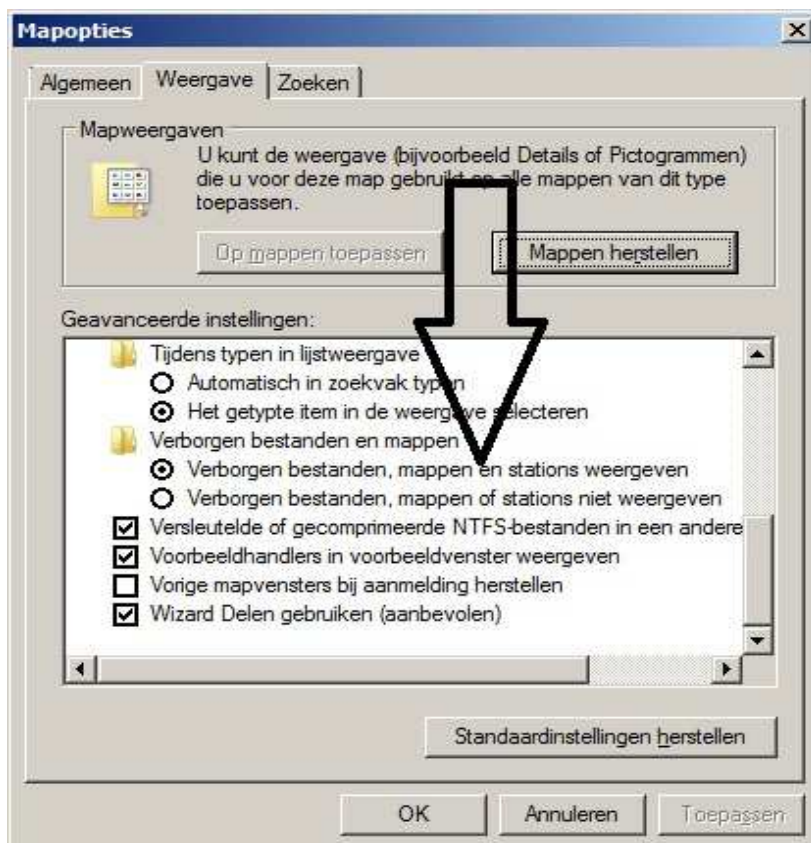 Mapopties
Algemeen Weergave Zoeken
Mapweergaven
U kunt de weergave (bijvoorbeeld Details of Pictogrammen)
die u voor deze map gebruikt op alle mappen van dit type
toepassen.
Op mappen toepassen Mappen herstellen
Geavanceerde instellingen:
Tijdens typen in lijstweergave
Automatisch in zoekvak typen
Het getypte item in de weergave selecteren
Verborgen bestanden en mappen
Verborgen bestanden, mappen en stations weergeven
Verborgen bestanden, mappen of stations niet weergeven
Versleutelde of gecomprimeerde NTFS-bestanden in een andere
Voorbeeldhandlers in voorbeeldvenster weergeven
Vorige mapvensters bij aanmelding herstellen
Wizard Delen gebruiken (aanbevolen)
Standaardinstellingen herstellen
OK Annuleren Toepassen